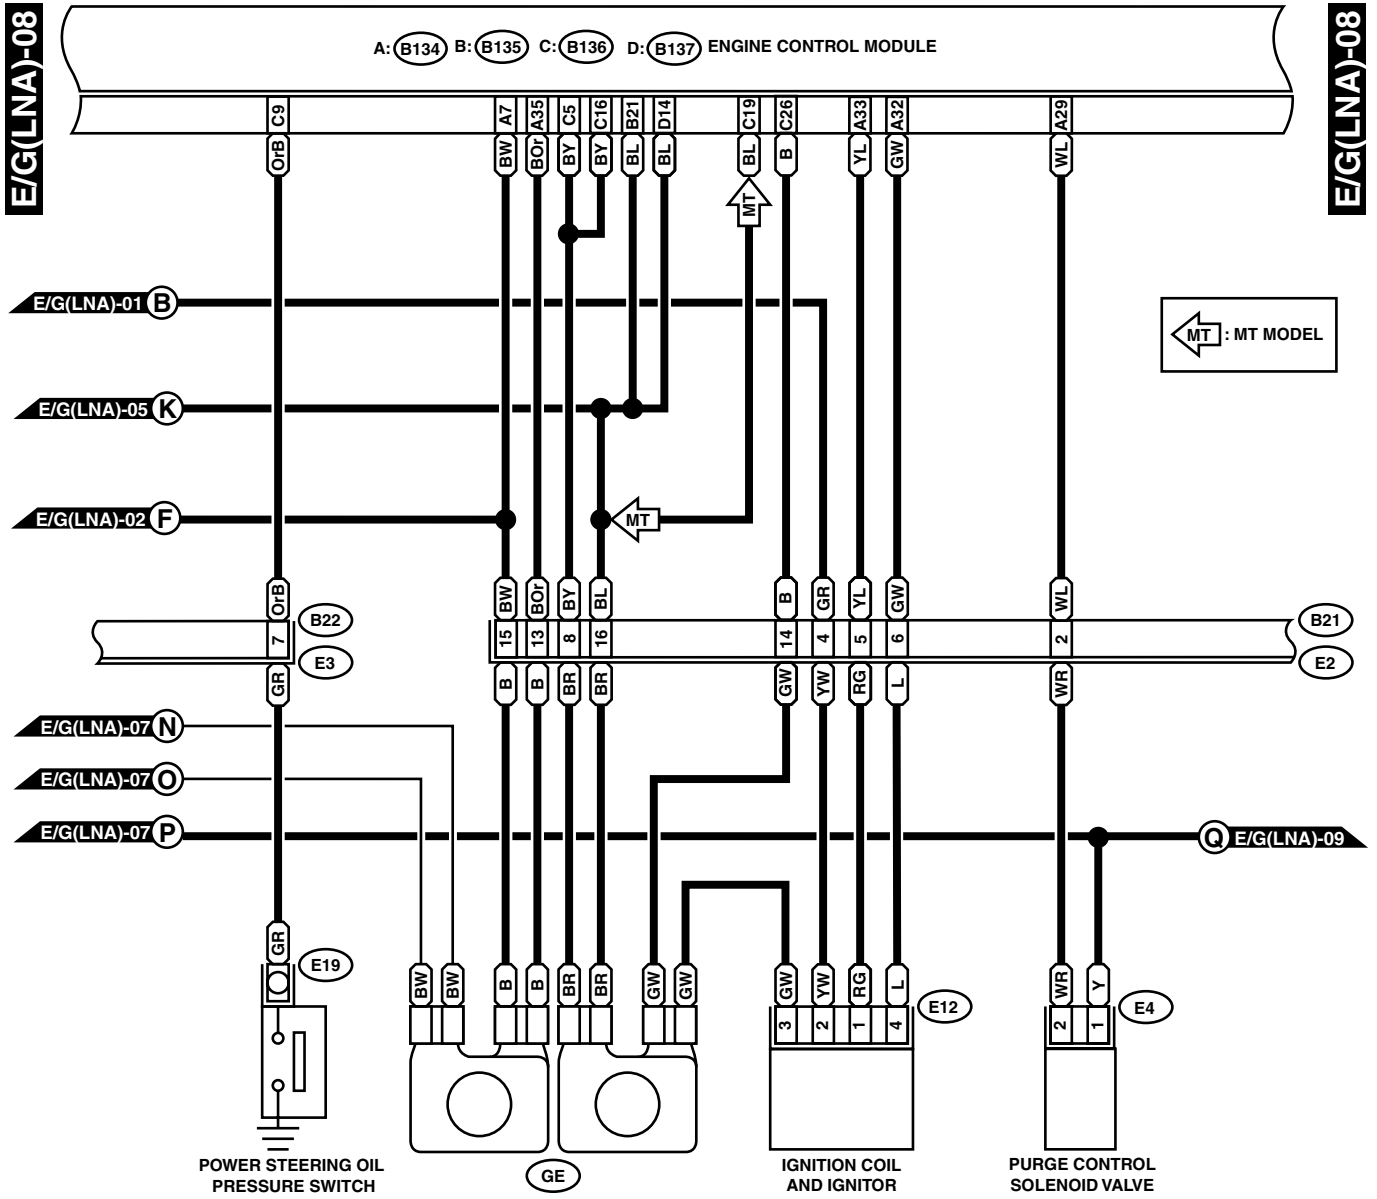 E/G(LNA)-08
E/G(LNA)-08
A: B134 B: B135 C: B136 D: B137 ENGINE CONTROL MODULE
C9 A7 A35 C5 C16 B21 D14 C19 C26 A33 A32 A29
OrB BW BOr BY BY BL BL BL B YL GW WL
MT
E/G(LNA)-01 B
MT : MT MODEL
E/G(LNA)-05 K
E/G(LNA)-02 F
MT
OrB BW BOr BY BL B GR YL GW WL
B22 B21
7 15 13 8 16 14 4 5 6 2
E3 E2
GR B B BR BR GW YW RG L WR
E/G(LNA)-07 N
E/G(LNA)-07 O
E/G(LNA)-07 P
Q E/G(LNA)-09
GR
E19
BW BW B B BR BR GW GW GW YW RG L WR Y
E12 E4
3 2 1 4 2 1
POWER STEERING OIL
PRESSURE SWITCH
GE
IGNITION COIL
AND IGNITOR
PURGE CONTROL
SOLENOID VALVE